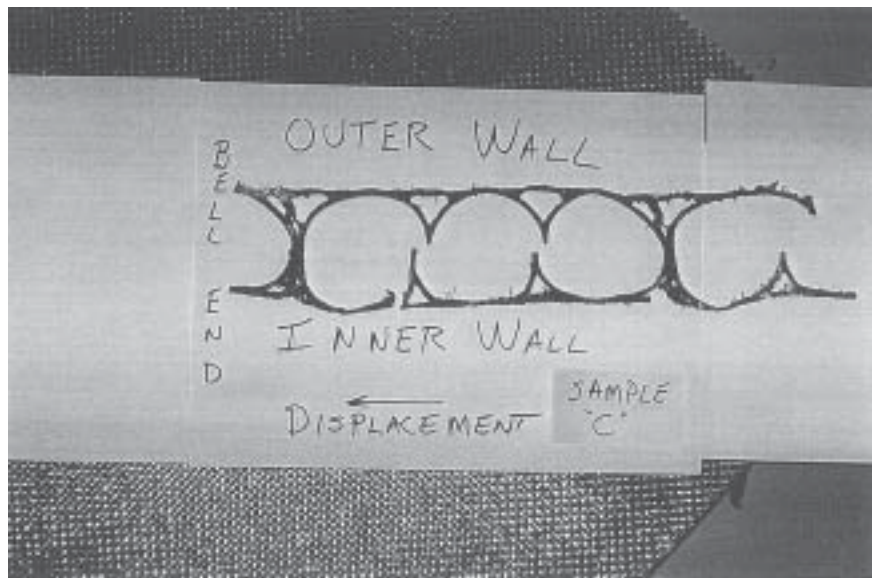 OUTER WALL
BELL END
INNER WALL
DISPLACEMENT
SAMPLE
"C"